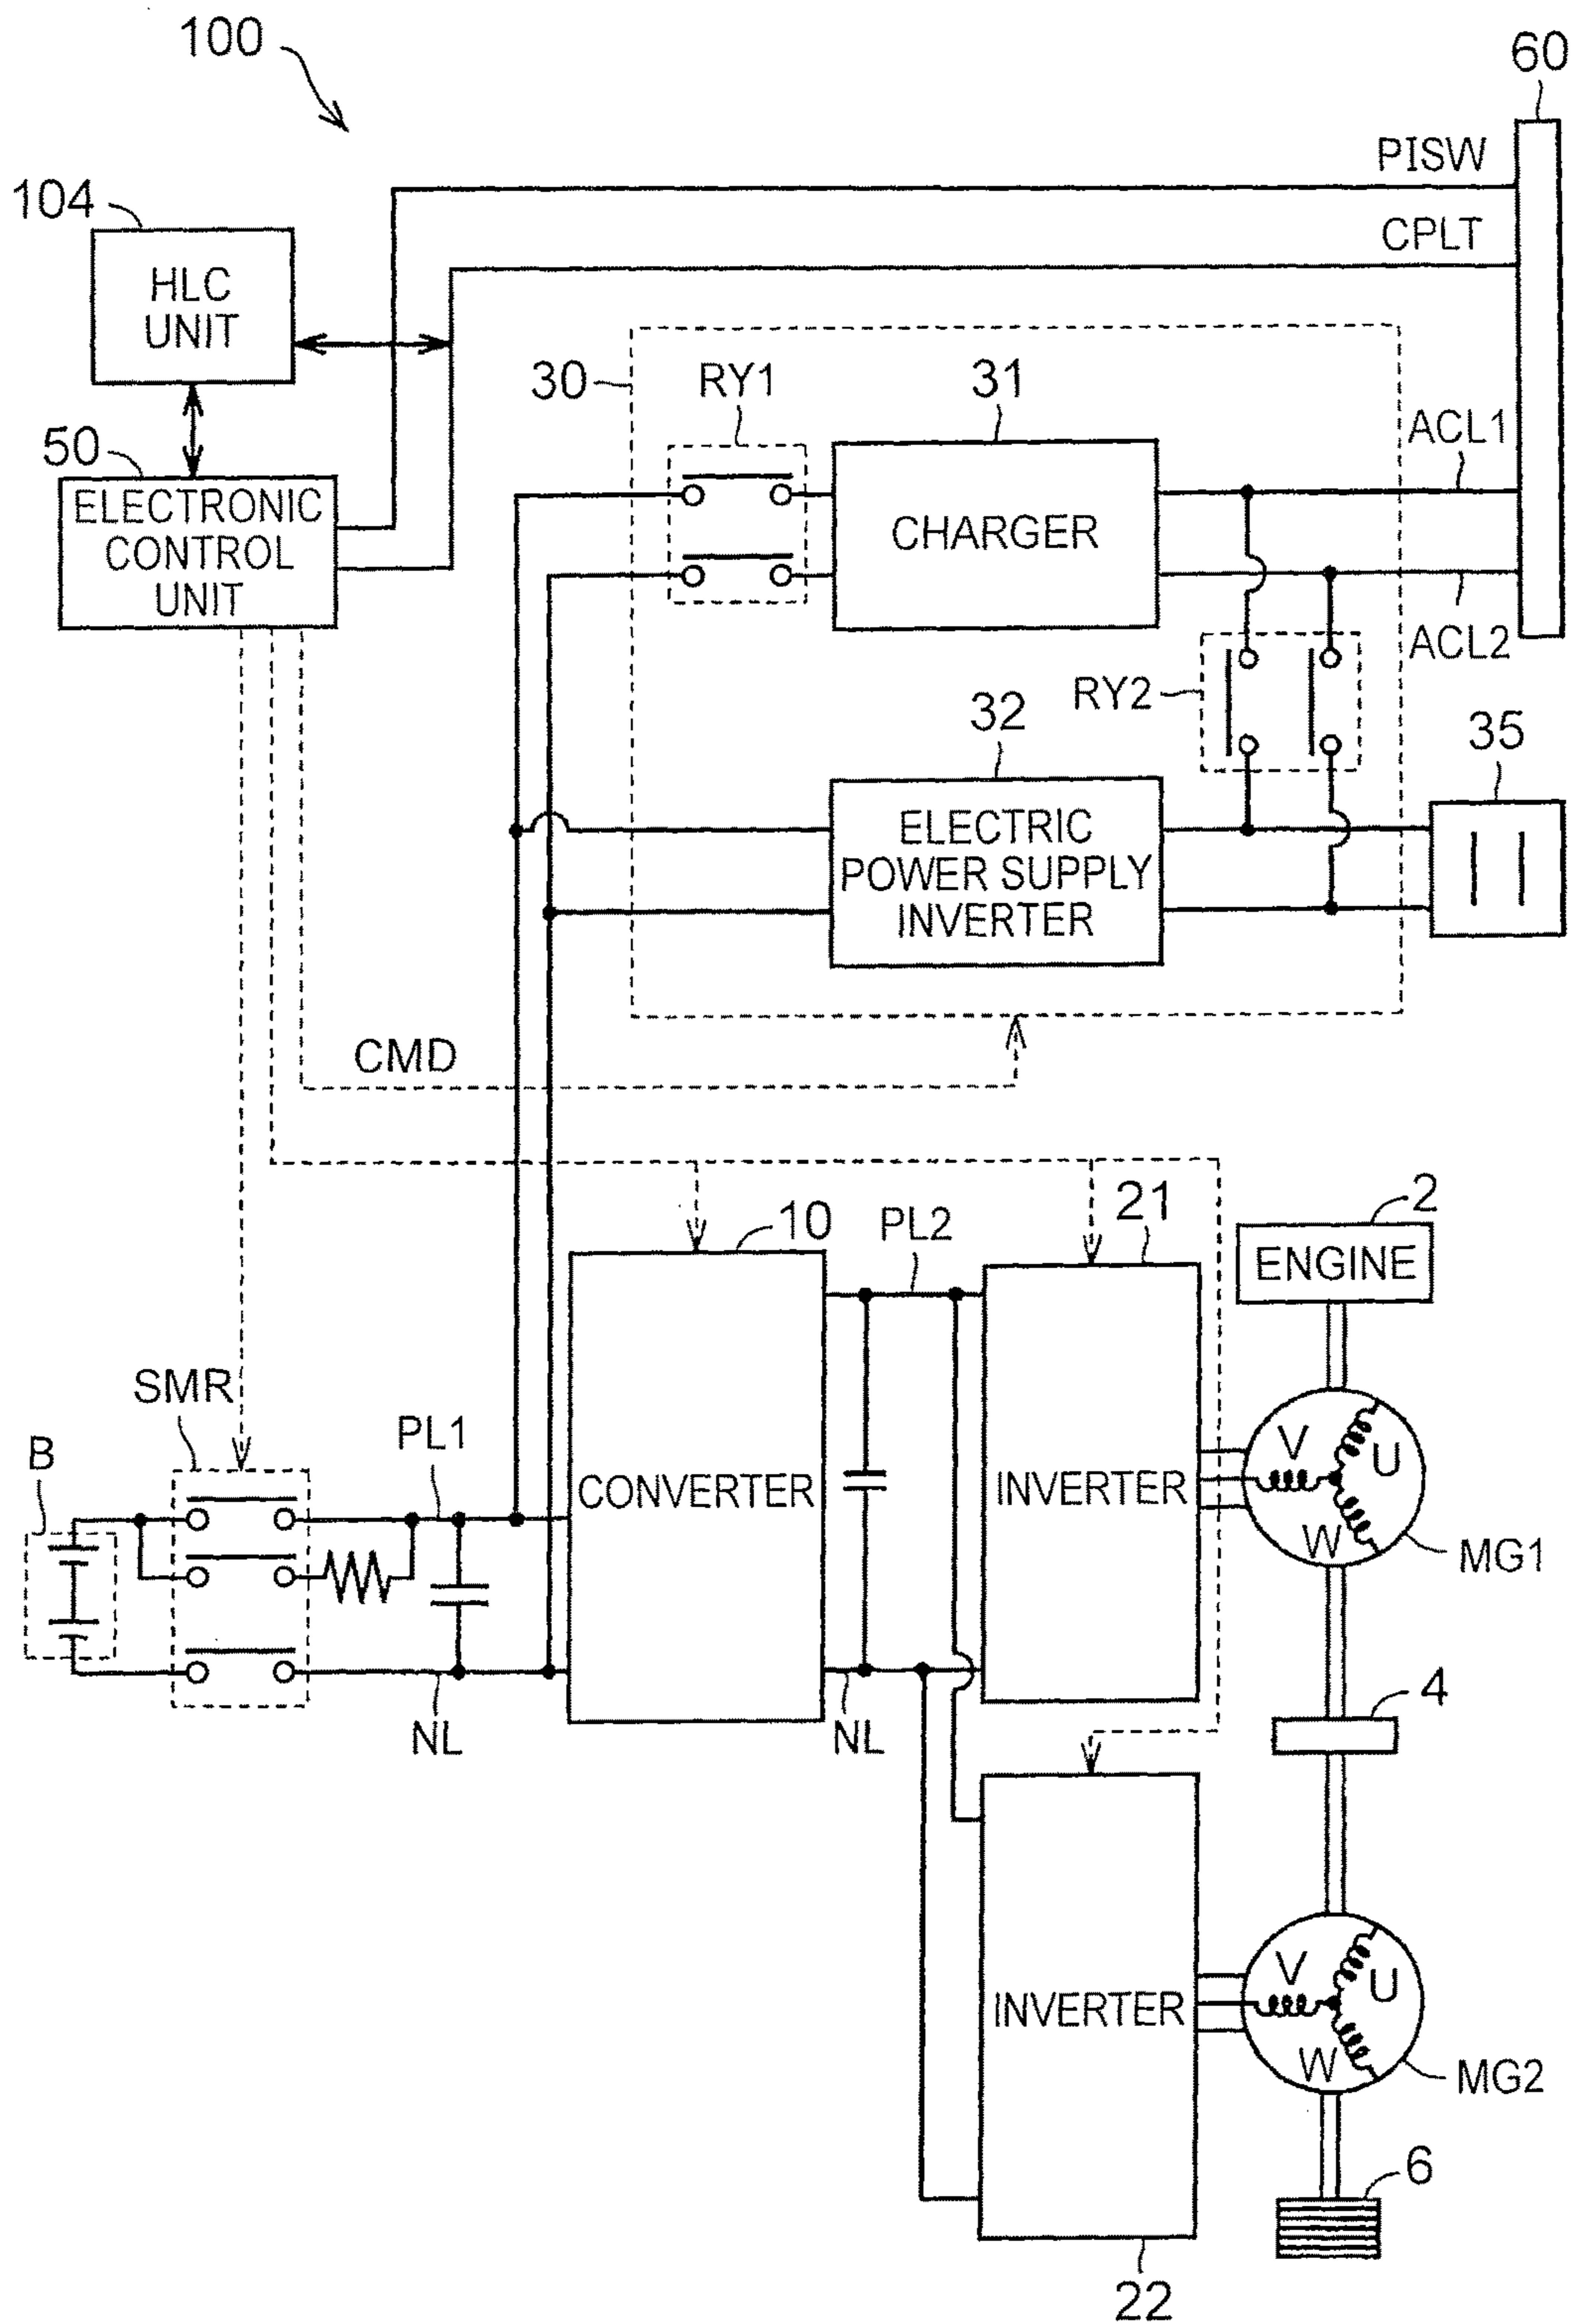 100
60
PISW
104
CPLT
HLC
UNIT
30
RY1
31
ACL1
50
ELECTRONIC
CONTROL
UNIT
CHARGER
ACL2
RY2
32
35
ELECTRIC
POWER SUPPLY
INVERTER
CMD
10
PL2
21
2
ENGINE
SMR
B
PL1
CONVERTER
INVERTER
V
U
W
MG1
NL
NL
4
INVERTER
V
U
W
MG2
6
22